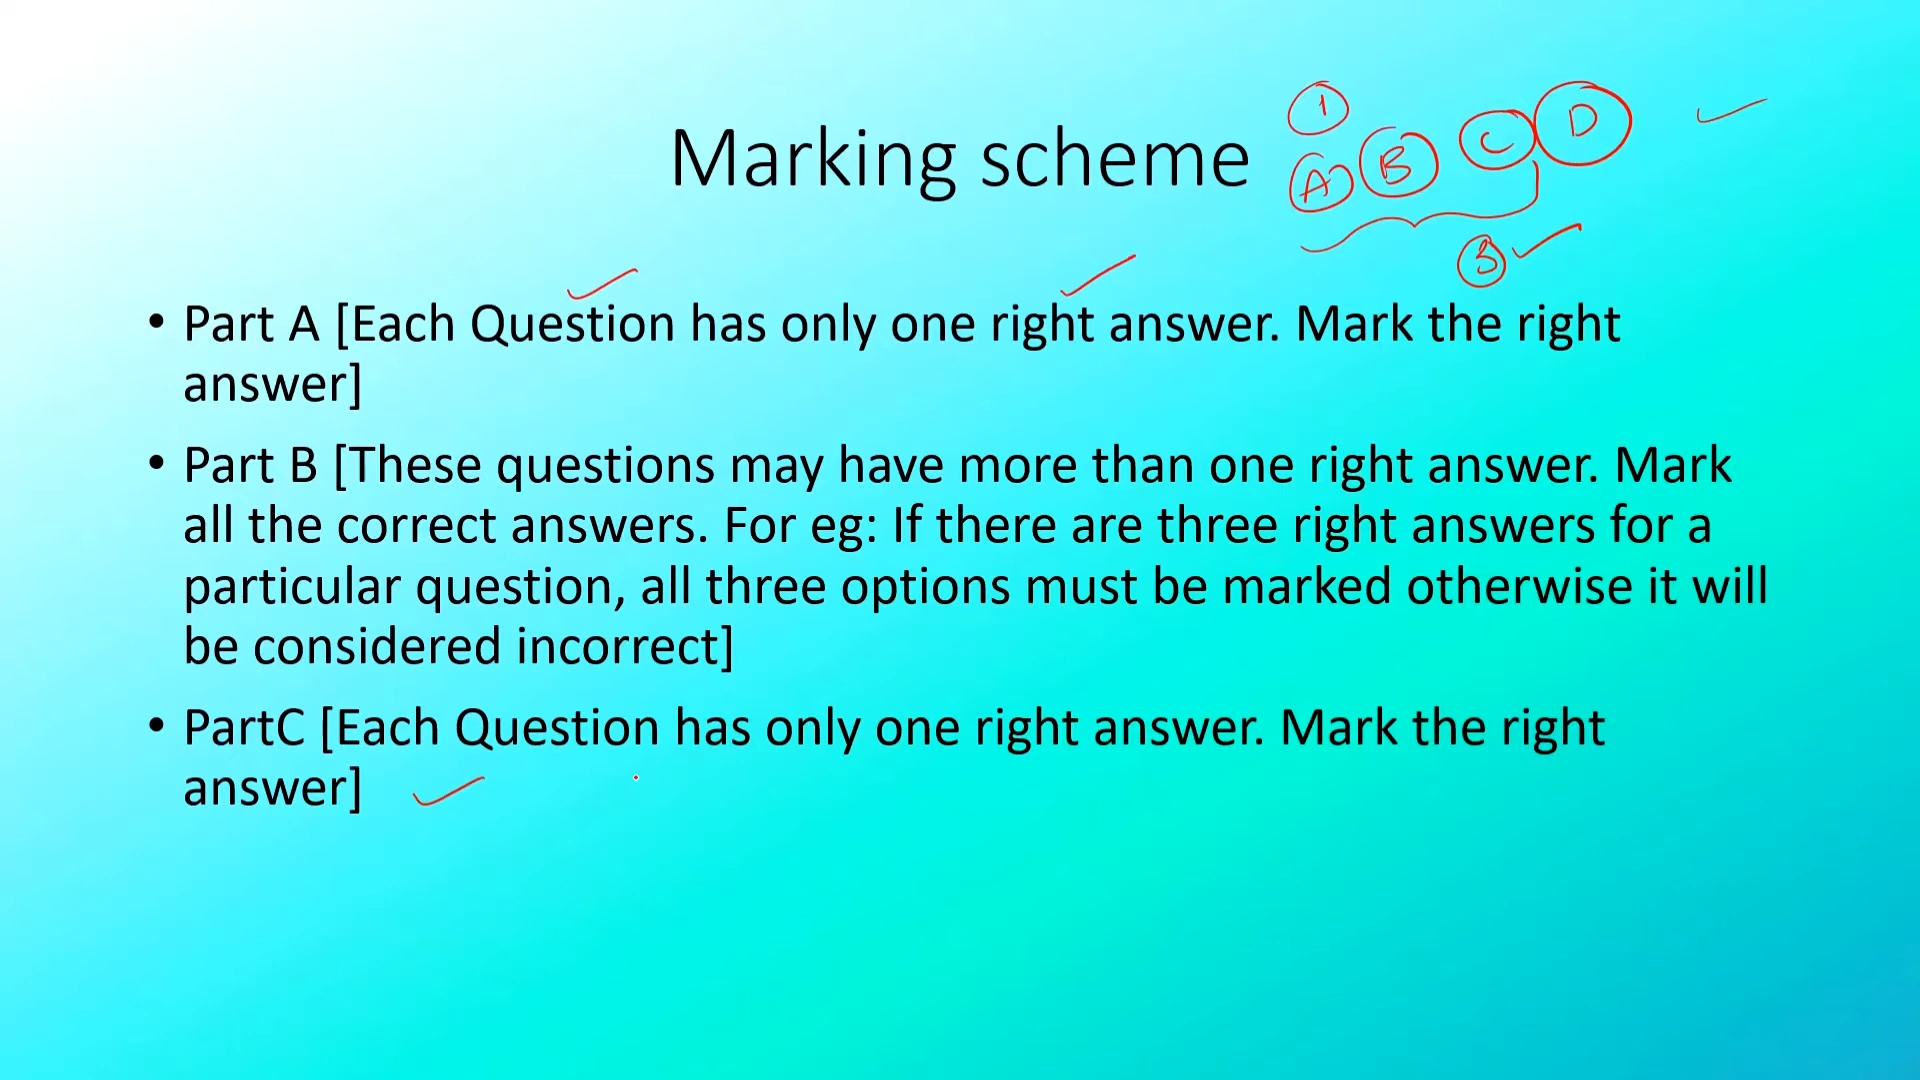 Marking scheme
1
A B C D
3
• Part A [Each Question has only one right answer. Mark the right
answer]
• Part B [These questions may have more than one right answer. Mark
all the correct answers. For eg: If there are three right answers for a
particular question, all three options must be marked otherwise it will
be considered incorrect]
• PartC [Each Question has only one right answer. Mark the right
answer]